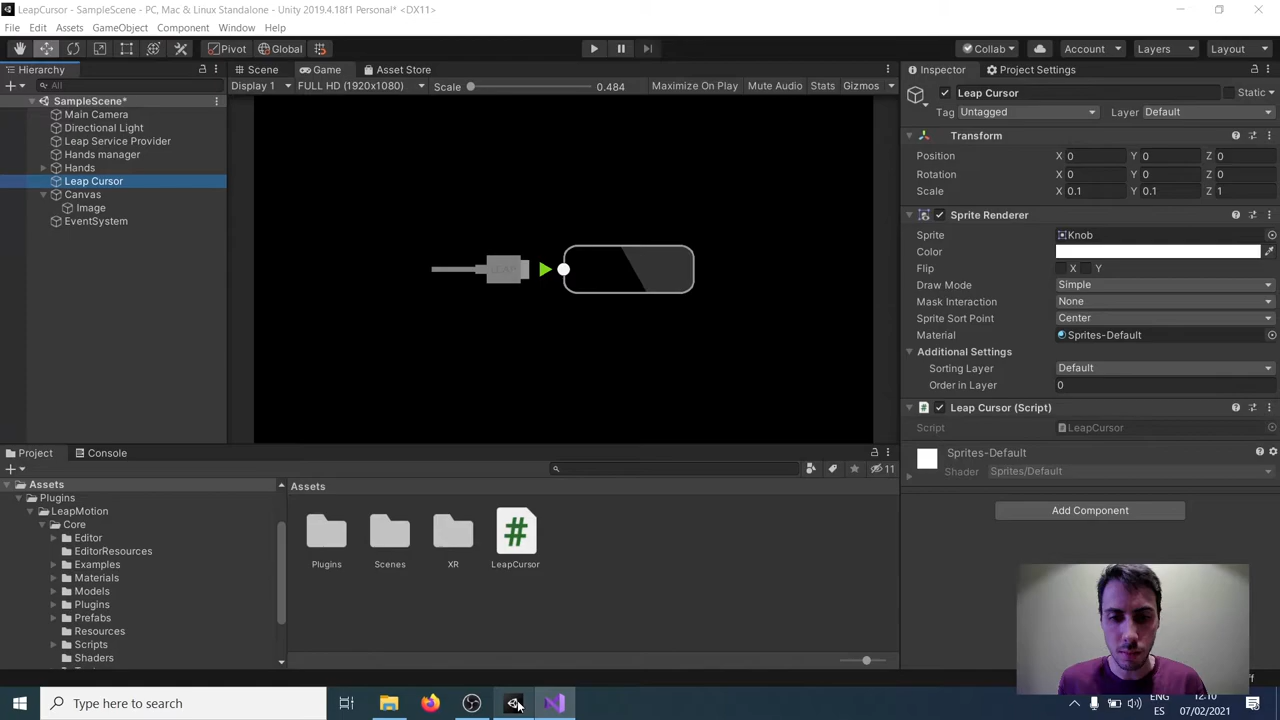 LeapCursor - SampleScene - PC, Mac & Linux Standalone - Unity 2019.4.18f1 Personal* <DX11>
File Edit Assets GameObject Component Window Help
Pivot Global Collab Account Layers Layout
Hierarchy
All
SampleScene*
Main Camera
Directional Light
Leap Service Provider
Hands manager
Hands
Leap Cursor
Canvas
Image
EventSystem
Scene Game Asset Store
Display 1 FULL HD (1920x1080) Scale 0.484 Maximize On Play Mute Audio Stats Gizmos
LEAP
Inspector Project Settings
Leap Cursor Static
Tag Untagged Layer Default
Transform
Position X 0 Y 0 Z 0
Rotation X 0 Y 0 Z 0
Scale X 0.1 Y 0.1 Z 1
Sprite Renderer
Sprite Knob
Color
Flip X Y
Draw Mode Simple
Mask Interaction None
Sprite Sort Point Center
Material Sprites-Default
Additional Settings
Sorting Layer Default
Order in Layer 0
Leap Cursor (Script)
Script LeapCursor
Sprites-Default
Shader Sprites/Default
Add Component
Project Console
11
Assets
Plugins
LeapMotion
Core
Editor
EditorResources
Examples
Materials
Models
Plugins
Prefabs
Resources
Scripts
Shaders
Assets
Plugins Scenes XR LeapCursor
Type here to search
ENG
ES
12:10
07/02/2021